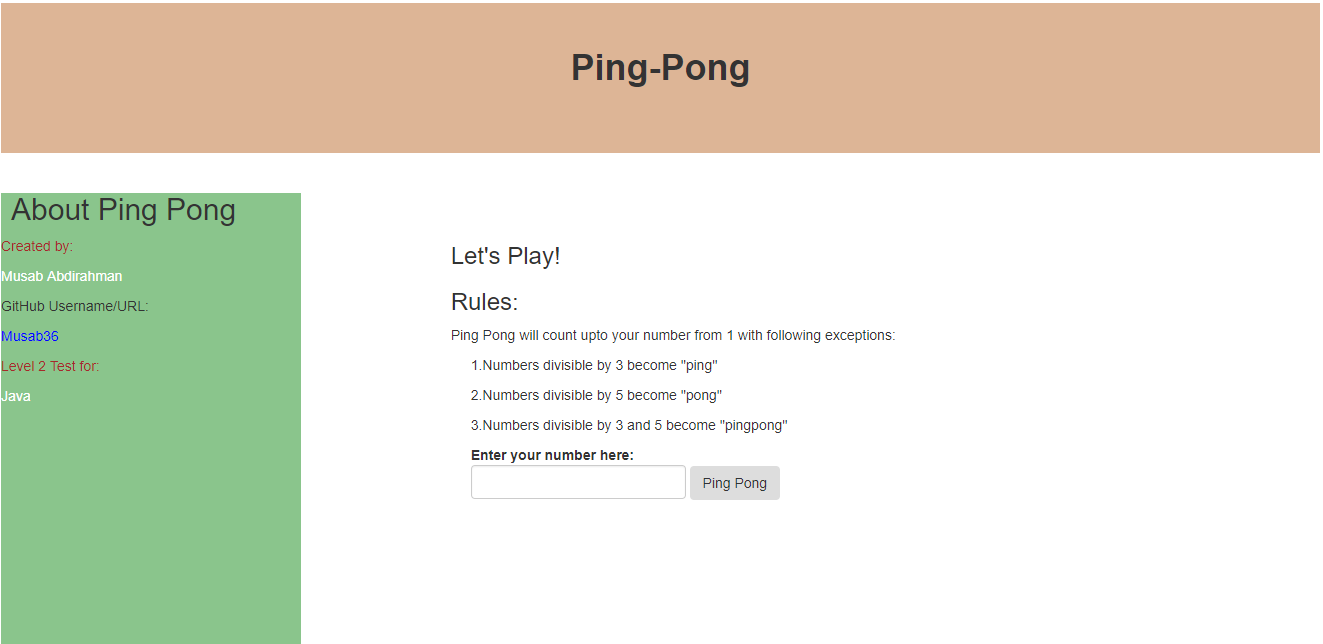 Ping-Pong
About Ping Pong
Created by:
Musab Abdirahman
GitHub Username/URL:
Musab36
Level 2 Test for:
Java
Let's Play!
Rules:
Ping Pong will count upto your number from 1 with following exceptions:
1.Numbers divisible by 3 become "ping"
2.Numbers divisible by 5 become "pong"
3.Numbers divisible by 3 and 5 become "pingpong"
Enter your number here:
Ping Pong